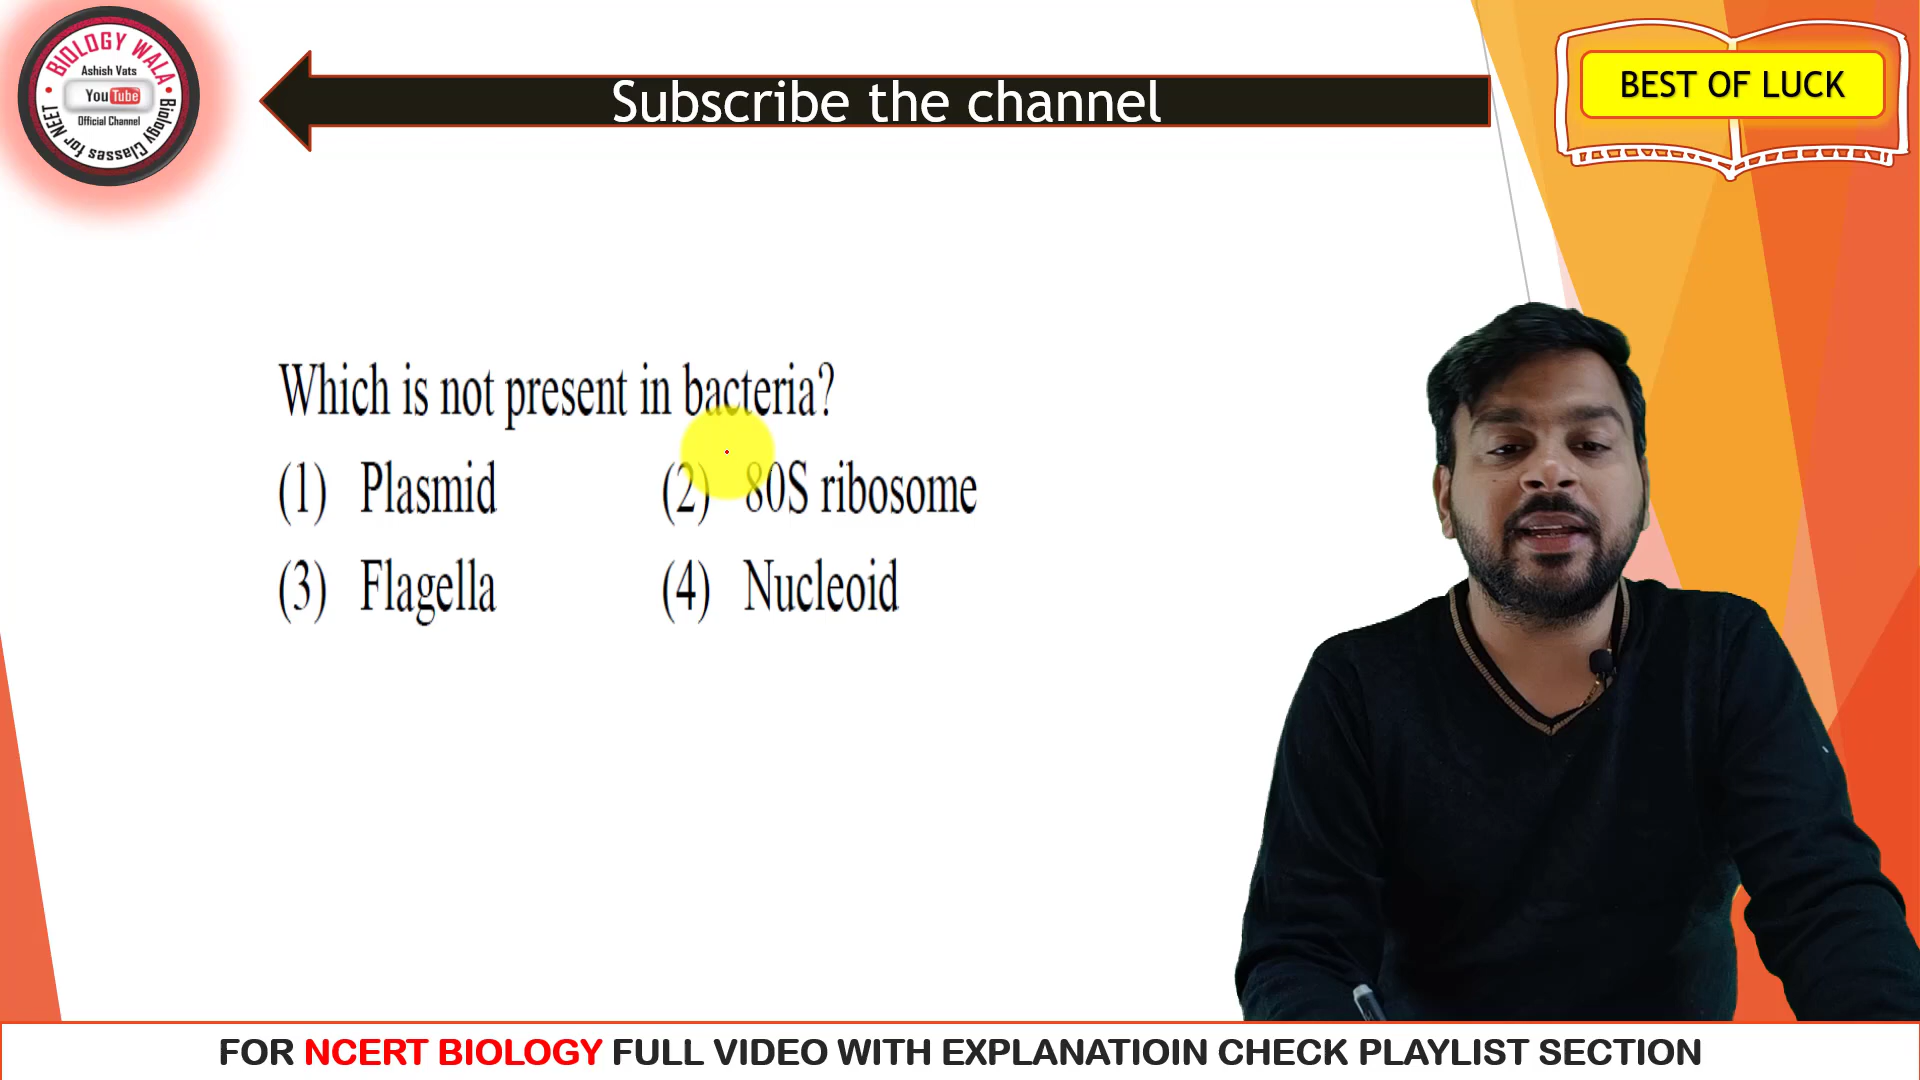 BIOLOGY WALA
Ashish Vats
YouTube
Official Channel
Biology Classes for NEET
Subscribe the channel
BEST OF LUCK
Which is not present in bacteria?
(1) Plasmid (2) 80S ribosome
(3) Flagella (4) Nucleoid
FOR NCERT BIOLOGY FULL VIDEO WITH EXPLANATIOIN CHECK PLAYLIST SECTION